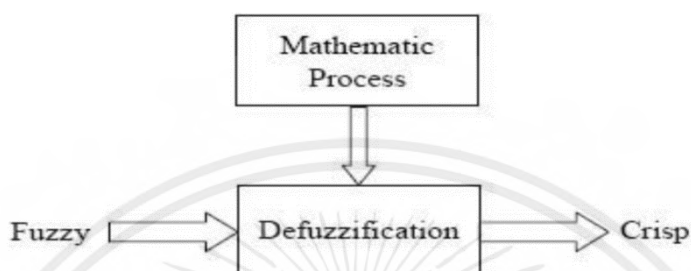 Mathematic
Process
Fuzzy
Defuzzification
Crisp